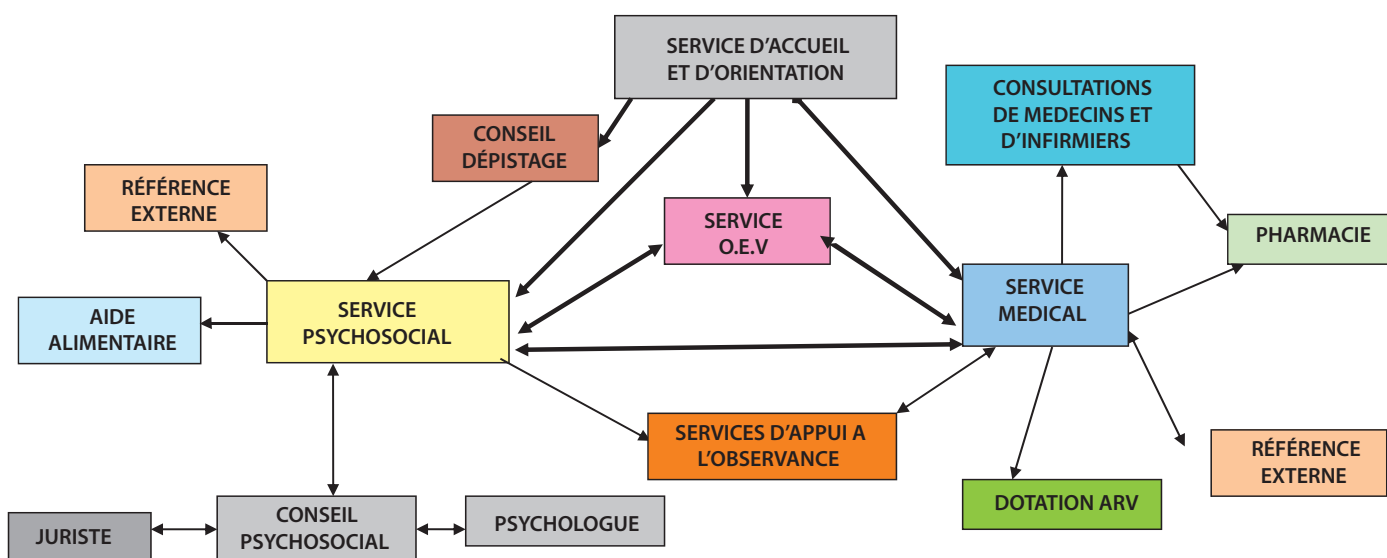 SERVICE D’ACCUEIL
ET D’ORIENTATION
CONSULTATIONS
DE MEDECINS ET
D’INFIRMIERS
CONSEIL
DÉPISTAGE
RÉFÉRENCE
EXTERNE
SERVICE
O.E.V
PHARMACIE
AIDE
ALIMENTAIRE
SERVICE
PSYCHOSOCIAL
SERVICE
MEDICAL
SERVICES D’APPUI A
L’OBSERVANCE
RÉFÉRENCE
EXTERNE
DOTATION ARV
JURISTE
CONSEIL
PSYCHOSOCIAL
PSYCHOLOGUE